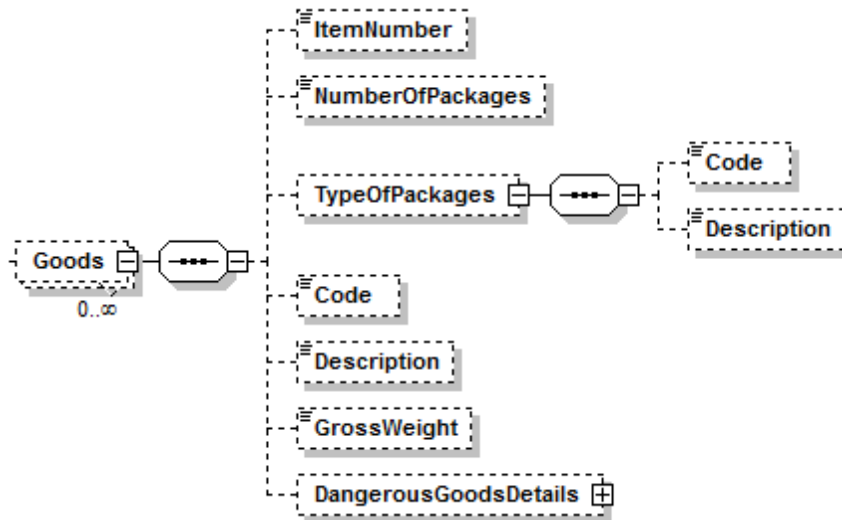 ItemNumber
NumberOfPackages
TypeOfPackages
Code
Description
Goods
0..∞
Code
Description
GrossWeight
DangerousGoodsDetails